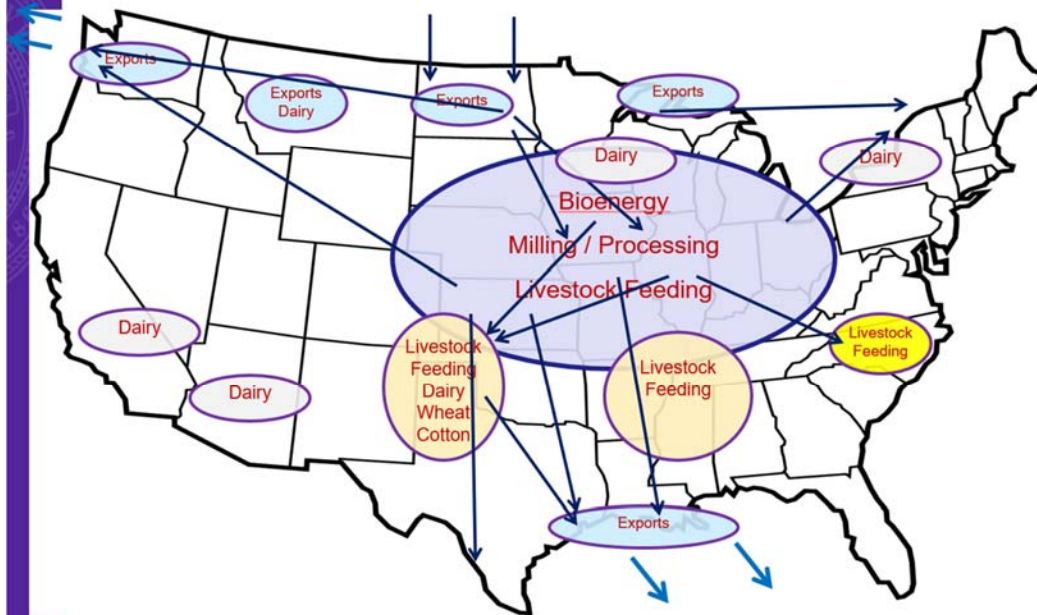 Exports
Exports
Dairy
Exports
Exports
Dairy
Dairy
Bioenergy
Milling / Processing
Livestock Feeding
Dairy
Livestock
Feeding
Dairy
Wheat
Cotton
Livestock
Feeding
Livestock
Feeding
Dairy
Exports